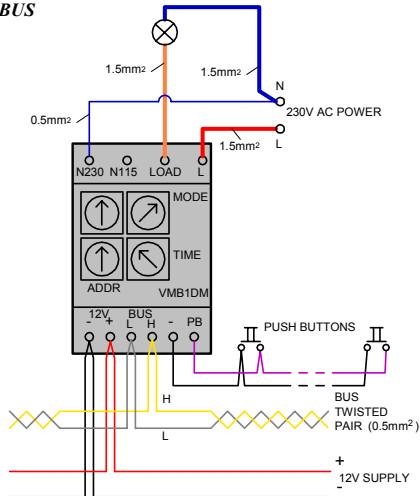 BUS
1.5mm²
1.5mm²
N
0.5mm²
230V AC POWER
1.5mm²
L
N230 N115 LOAD L
MODE
TIME
ADDR
VMB1DM
12V BUS
- + L H - PB
PUSH BUTTONS
H
BUS
TWISTED
PAIR (0.5mm²)
L
+
12V SUPPLY
-